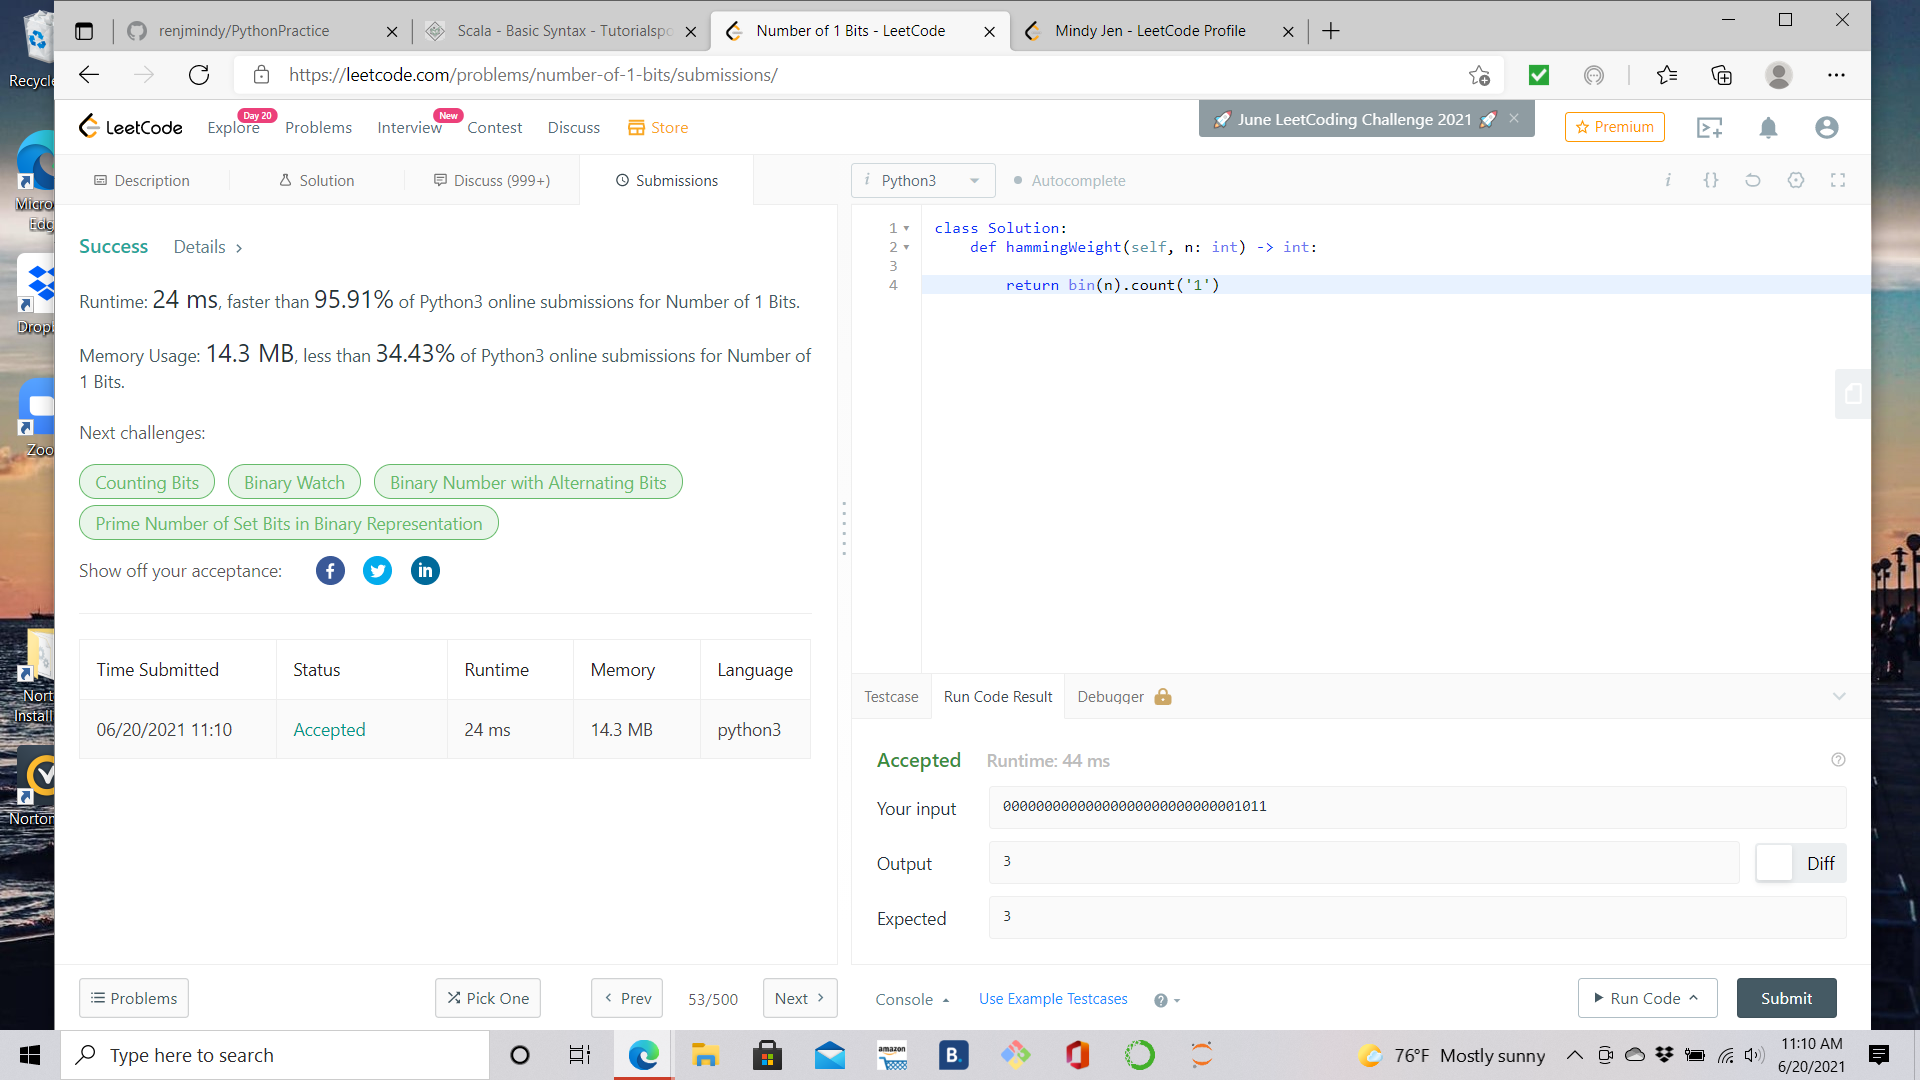 renjmindy/PythonPractice
Scala - Basic Syntax - Tutorialspo
Number of 1 Bits - LeetCode
Mindy Jen - LeetCode Profile
https://leetcode.com/problems/number-of-1-bits/submissions/
LeetCode
Explore
Day 20
Problems
Interview
New
Contest
Discuss
Store
🚀 June LeetCoding Challenge 2021 🚀
Premium
Description
Solution
Discuss (999+)
Submissions
i Python3
Autocomplete
i {}
Success
Details
Runtime: 24 ms, faster than 95.91% of Python3 online submissions for Number of 1 Bits.
Memory Usage: 14.3 MB, less than 34.43% of Python3 online submissions for Number of
1 Bits.
Next challenges:
Counting Bits
Binary Watch
Binary Number with Alternating Bits
Prime Number of Set Bits in Binary Representation
Show off your acceptance:
Time Submitted Status Runtime Memory Language
06/20/2021 11:10 Accepted 24 ms 14.3 MB python3
1 class Solution:
2 def hammingWeight(self, n: int) -> int:
3
4 return bin(n).count('1')
Testcase
Run Code Result
Debugger
Accepted
Runtime: 44 ms
Your input
00000000000000000000000000001011
Output
3
Diff
Expected
3
Problems
Pick One
Prev
53/500
Next
Console
Use Example Testcases
Run Code
Submit
Recycle
Micro
Edg
Drop
Zoo
Nort
Install
Norton
Type here to search
amazon
B.
76°F Mostly sunny
11:10 AM
6/20/2021